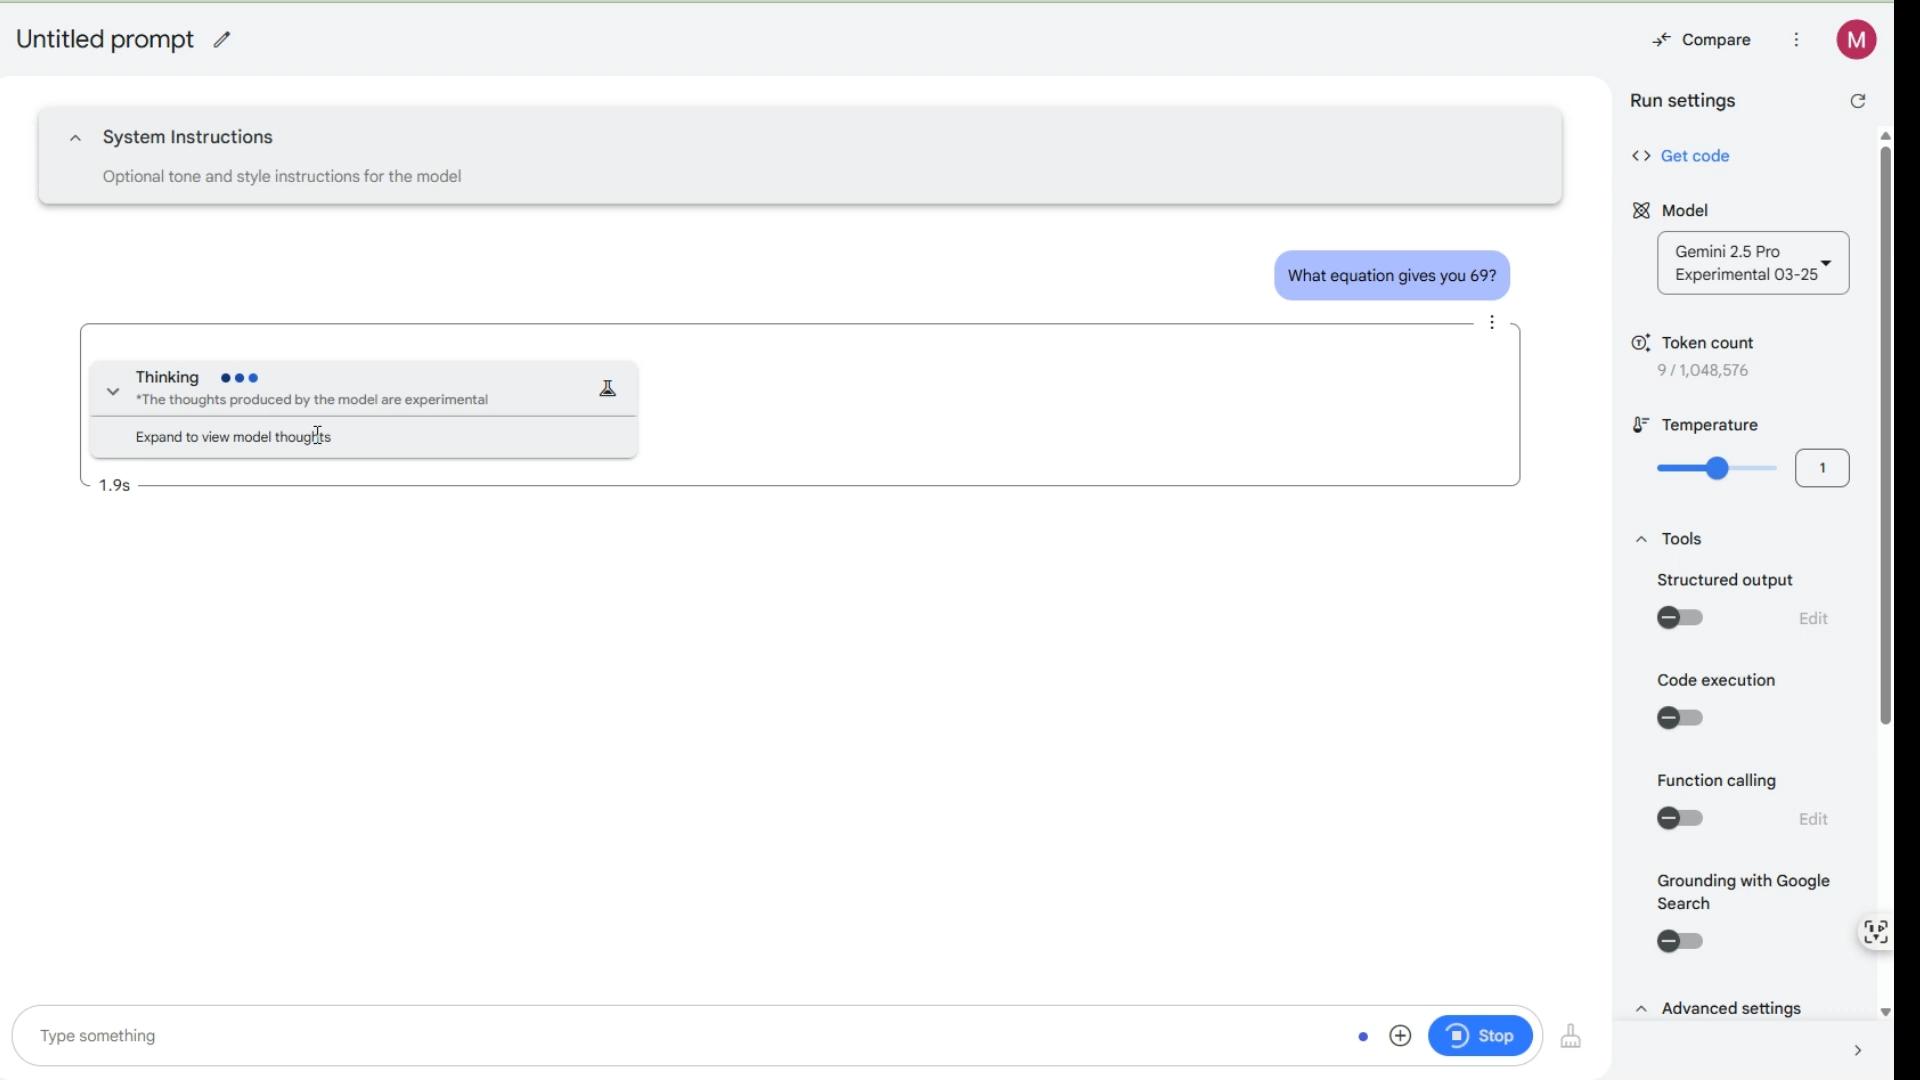 Untitled prompt
Compare
M
System Instructions
Optional tone and style instructions for the model
What equation gives you 69?
Thinking
*The thoughts produced by the model are experimental
Expand to view model thoughts
1.9s
Type something
Stop
Run settings
<> Get code
Model
Gemini 2.5 Pro
Experimental 03-25
Token count
9 / 1,048,576
Temperature
1
Tools
Structured output
Edit
Code execution
Function calling
Edit
Grounding with Google
Search
Advanced settings